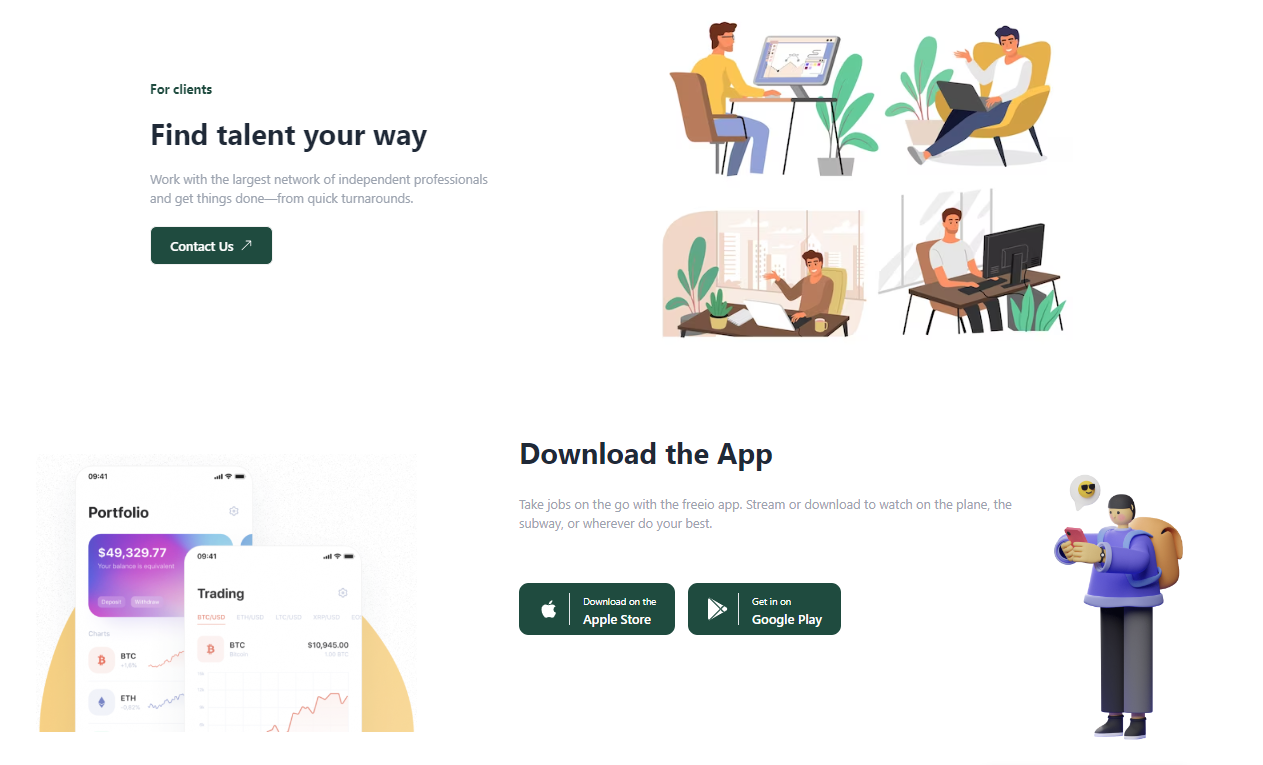 For clients
Find talent your way
Work with the largest network of independent professionals
and get things done—from quick turnarounds.
Contact Us
Download the App
Take jobs on the go with the freeio app. Stream or download to watch on the plane, the
subway, or wherever do your best.
Download on the
Apple Store
Get in on
Google Play
09:41
Portfolio
$49,329.77
Your balance is equivalent
Deposit Withdrew
Charts
BTC
+1,6%
ETH
-0,82%
09:41
Trading
BTC/USD ETH/USD LTC/USD XRP/USD
BTC $10,945.00
Bitcoin 1.00 BTC